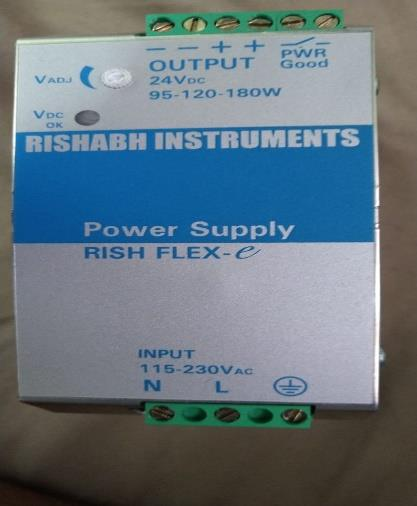 − − + +
OUTPUT
24VDC
95-120-180W
PWR
Good
VADJ
VDC
OK
RISHABH INSTRUMENTS
Power Supply
RISH FLEX-e
INPUT
115-230VAC
N L